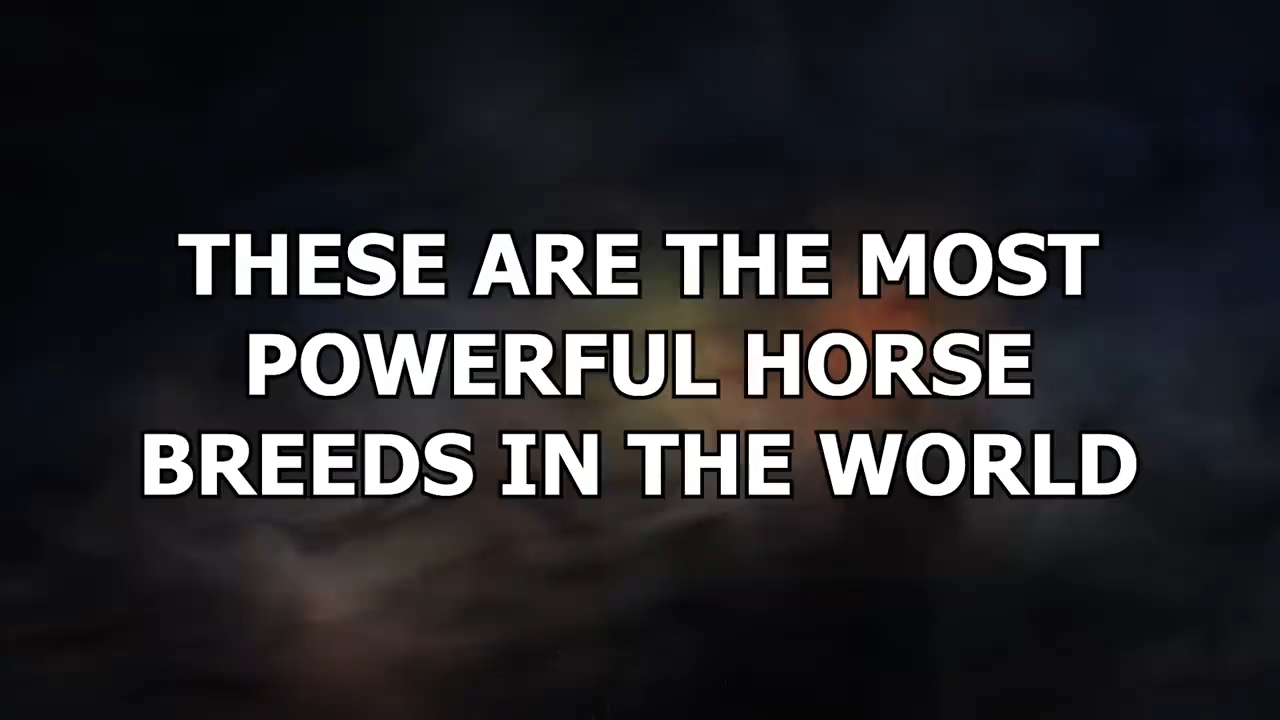 THESE ARE THE MOST
POWERFUL HORSE
BREEDS IN THE WORLD